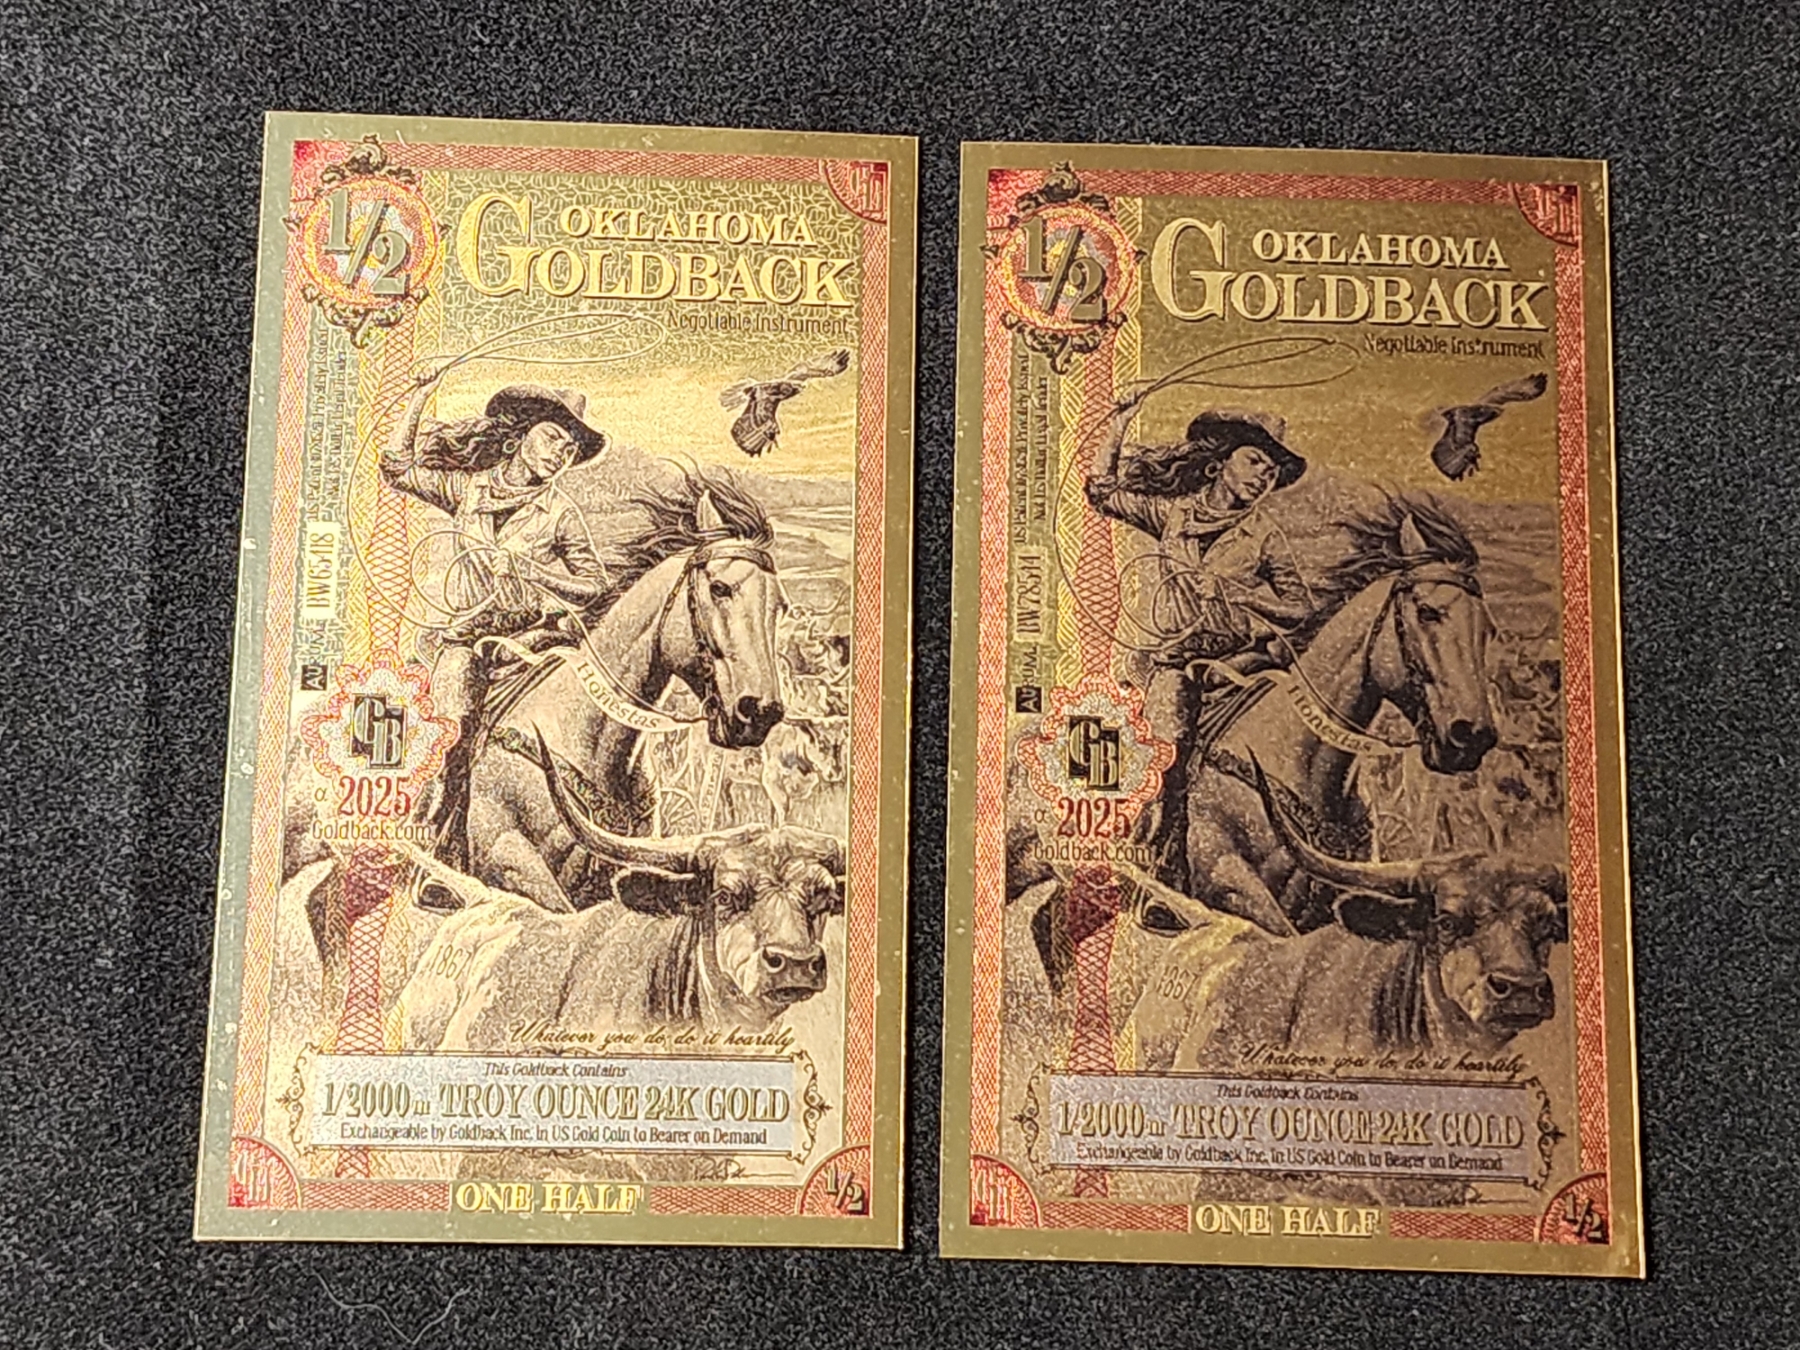 1/2
OKLAHOMA
GOLDBACK
Negotiable Instrument
BW65418
AURUM
GB
α 2025
Goldback.com
Honestas
1867
Whatever you do, do it heartily
This Goldback Contains
1/2000th TROY OUNCE 24K GOLD
Exchangeable by Goldback Inc. in US Gold Coin to Bearer on Demand
ONE HALF
1/2
1/2
OKLAHOMA
GOLDBACK
Negotiable Instrument
GB
α 2025
Goldback.com
Honestas
1867
Whatever you do, do it heartily
This Goldback Contains
1/2000th TROY OUNCE 24K GOLD
Exchangeable by Goldback Inc. in US Gold Coin to Bearer on Demand
ONE HALF
1/2